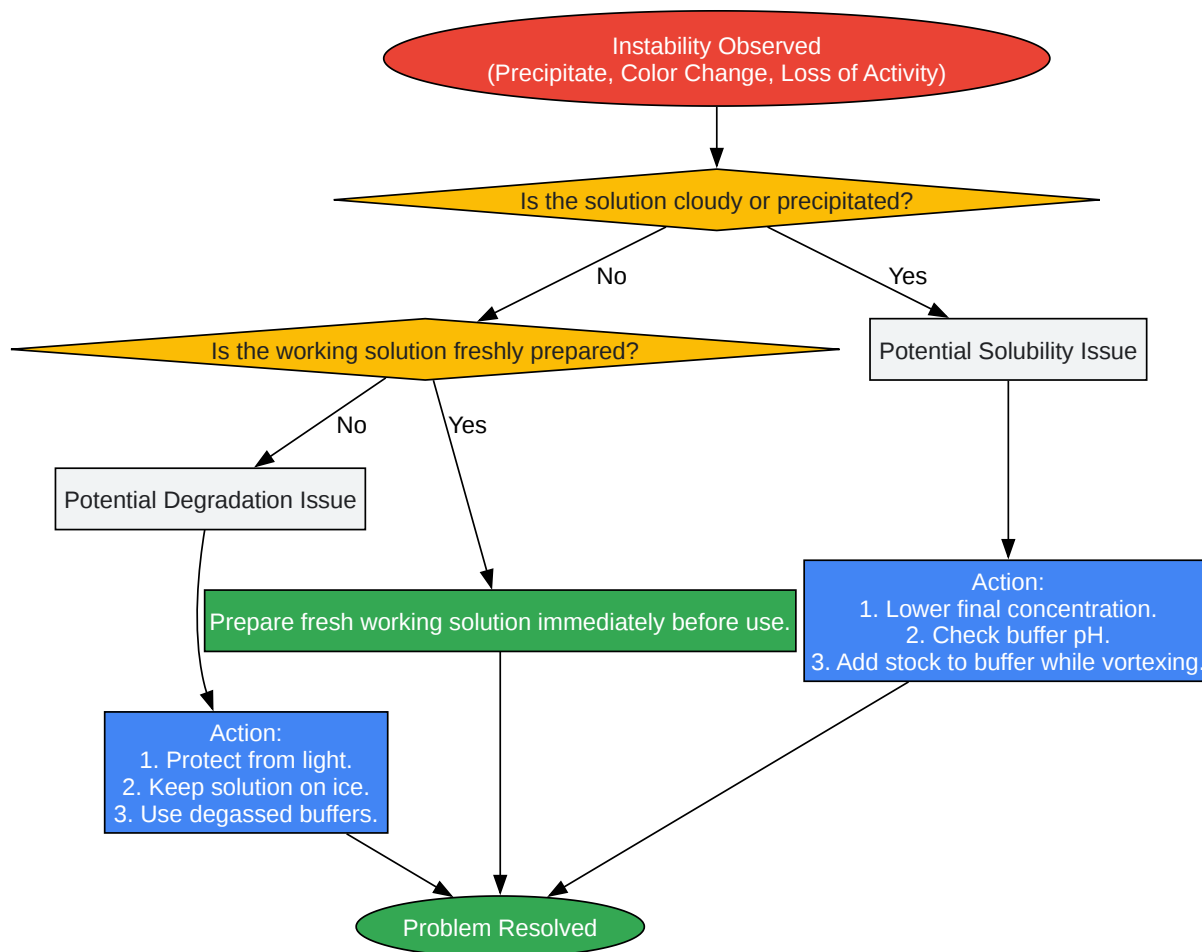 Instability Observed
(Precipitate, Color Change, Loss of Activity)
Is the solution cloudy or precipitated?
No
Yes
Is the working solution freshly prepared?
Potential Solubility Issue
No
Yes
Potential Degradation Issue
Prepare fresh working solution immediately before use.
Action:
1. Lower final concentration.
2. Check buffer pH.
3. Add stock to buffer while vortexing.
Action:
1. Protect from light.
2. Keep solution on ice.
3. Use degassed buffers.
Problem Resolved